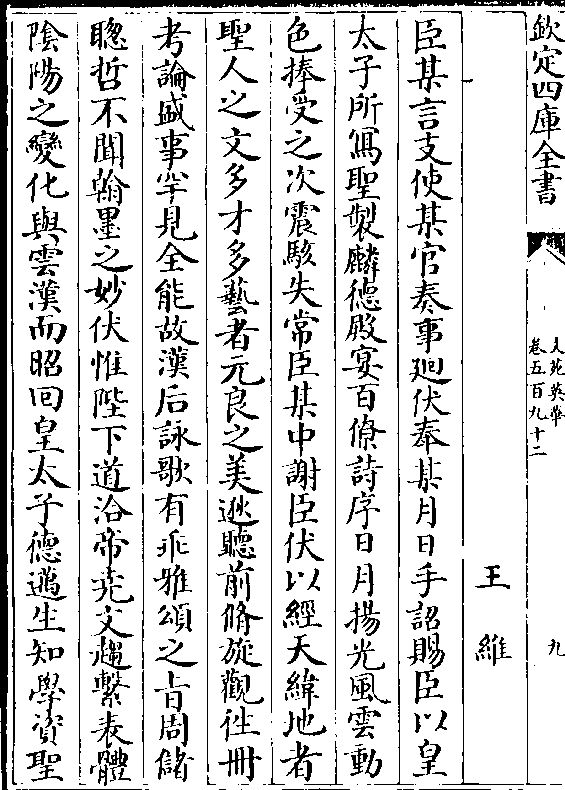 欽定四庫全書
文苑英華
卷五百九十二
九
王維
臣某言支使某官奏事廻伏奉某月日手詔賜臣以皇
太子所寫聖製麟德殿宴百僚詩序日月揚光風雲動
色捧受之次震駭失常臣某中謝臣伏以經天緯地者
聖人之文多才多藝者元良之美逖聽前脩旋觀徃冊
考論盛事罕見全能故漢后詠歌有乖雅頌之㫖周儲
聰哲不聞翰墨之妙伏惟陛下道洽帝尭文超繋表體
陰陽之變化與雲漢而昭回皇太子德邁生知學資聖